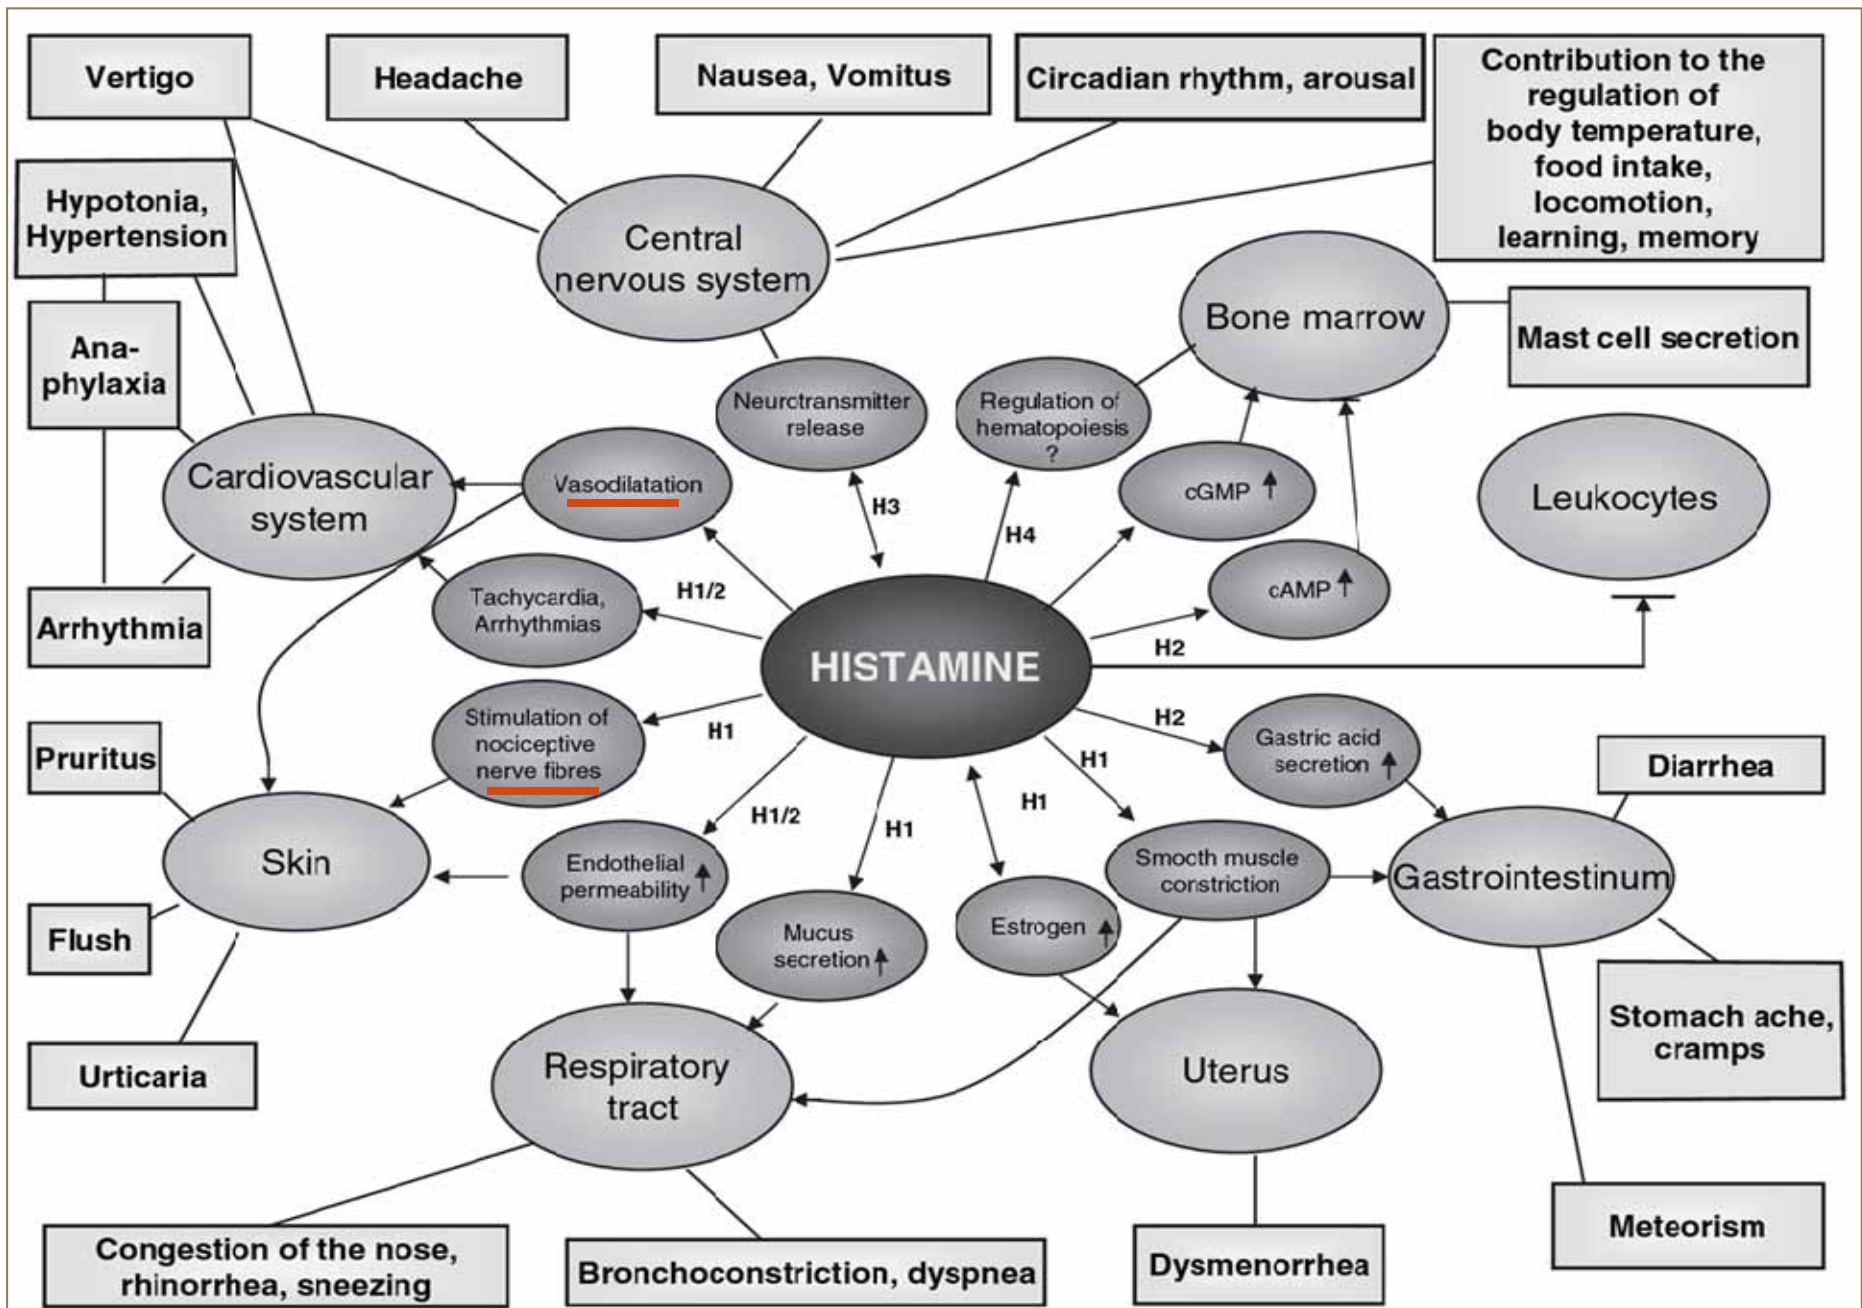 Vertigo
Headache
Nausea, Vomitus
Circadian rhythm, arousal
Contribution to the
regulation of
body temperature,
food intake,
locomotion,
learning, memory
Hypotonia,
Hypertension
Central
nervous system
Bone marrow
Mast cell secretion
Ana-
phylaxia
Neurotransmitter
release
Regulation of
hematopoiesis
?
Cardiovascular
system
Vasodilatation
cGMP ↑
Leukocytes
H3
H4
Tachycardia,
Arrhythmias
H1/2
cAMP ↑
Arrhythmia
HISTAMINE
H2
Stimulation of
nociceptive
nerve fibres
H1
H2
Gastric acid
secretion ↑
Pruritus
H1
Diarrhea
H1/2
H1
H1
Skin
Endothelial
permeability ↑
Smooth muscle
constriction
Gastrointestinum
Flush
Mucus
secretion ↑
Estrogen ↑
Urticaria
Respiratory
tract
Uterus
Stomach ache,
cramps
Congestion of the nose,
rhinorrhea, sneezing
Bronchoconstriction, dyspnea
Dysmenorrhea
Meteorism